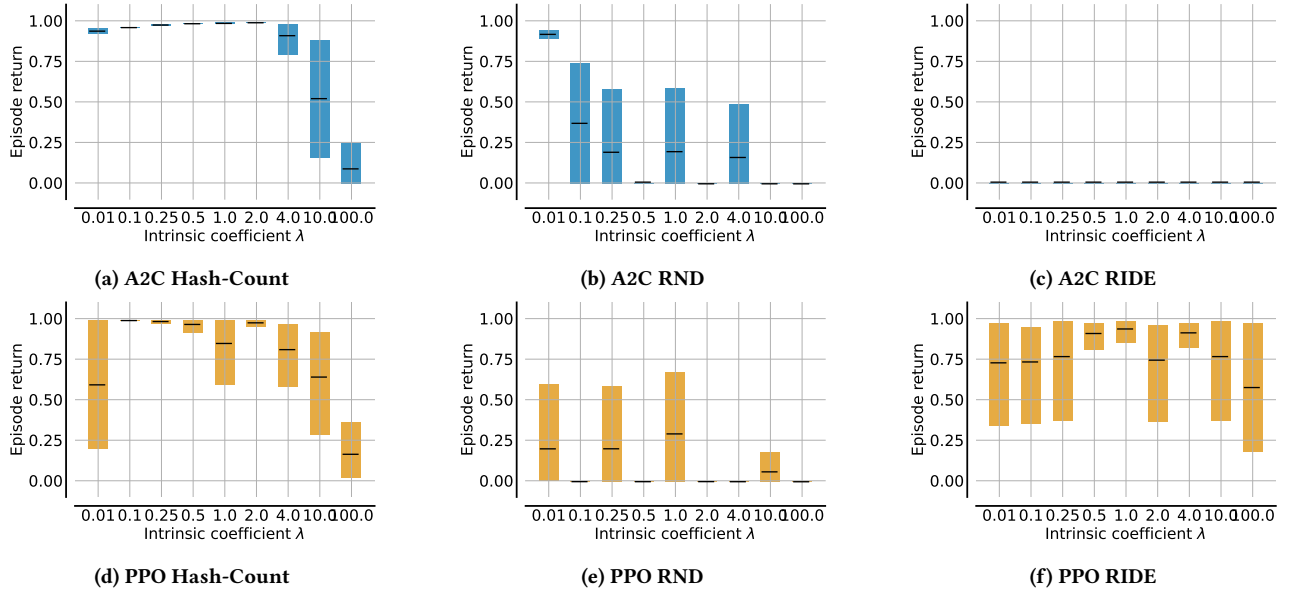 1.00
0.75
0.50
0.25
0.00
Episode return
0.01 0.1 0.25 0.5 1.0 2.0 4.0 10.0 100.0
Intrinsic coefficient λ
(a) A2C Hash-Count
1.00
0.75
0.50
0.25
0.00
Episode return
0.01 0.1 0.25 0.5 1.0 2.0 4.0 10.0 100.0
Intrinsic coefficient λ
(b) A2C RND
1.00
0.75
0.50
0.25
0.00
Episode return
0.01 0.1 0.25 0.5 1.0 2.0 4.0 10.0 100.0
Intrinsic coefficient λ
(c) A2C RIDE
1.00
0.75
0.50
0.25
0.00
Episode return
0.01 0.1 0.25 0.5 1.0 2.0 4.0 10.0 100.0
Intrinsic coefficient λ
(d) PPO Hash-Count
1.00
0.75
0.50
0.25
0.00
Episode return
0.01 0.1 0.25 0.5 1.0 2.0 4.0 10.0 100.0
Intrinsic coefficient λ
(e) PPO RND
1.00
0.75
0.50
0.25
0.00
Episode return
0.01 0.1 0.25 0.5 1.0 2.0 4.0 10.0 100.0
Intrinsic coefficient λ
(f) PPO RIDE